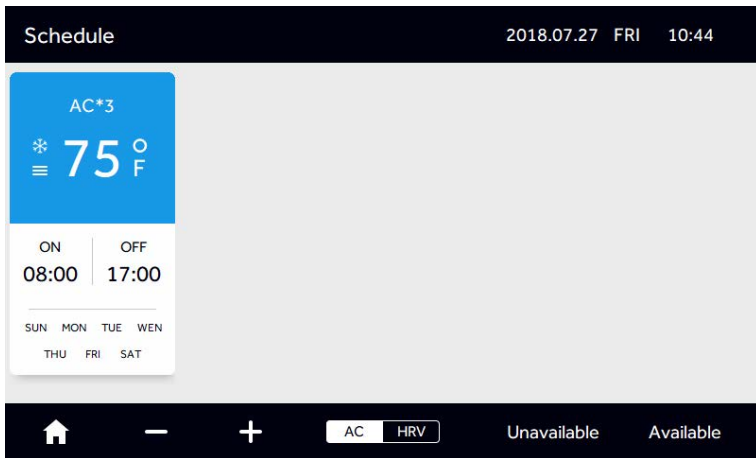 Schedule 2018.07.27 FRI 10:44
AC*3
75 °F
ON OFF
08:00 17:00
SUN MON TUE WEN
THU FRI SAT
AC HRV Unavailable Available